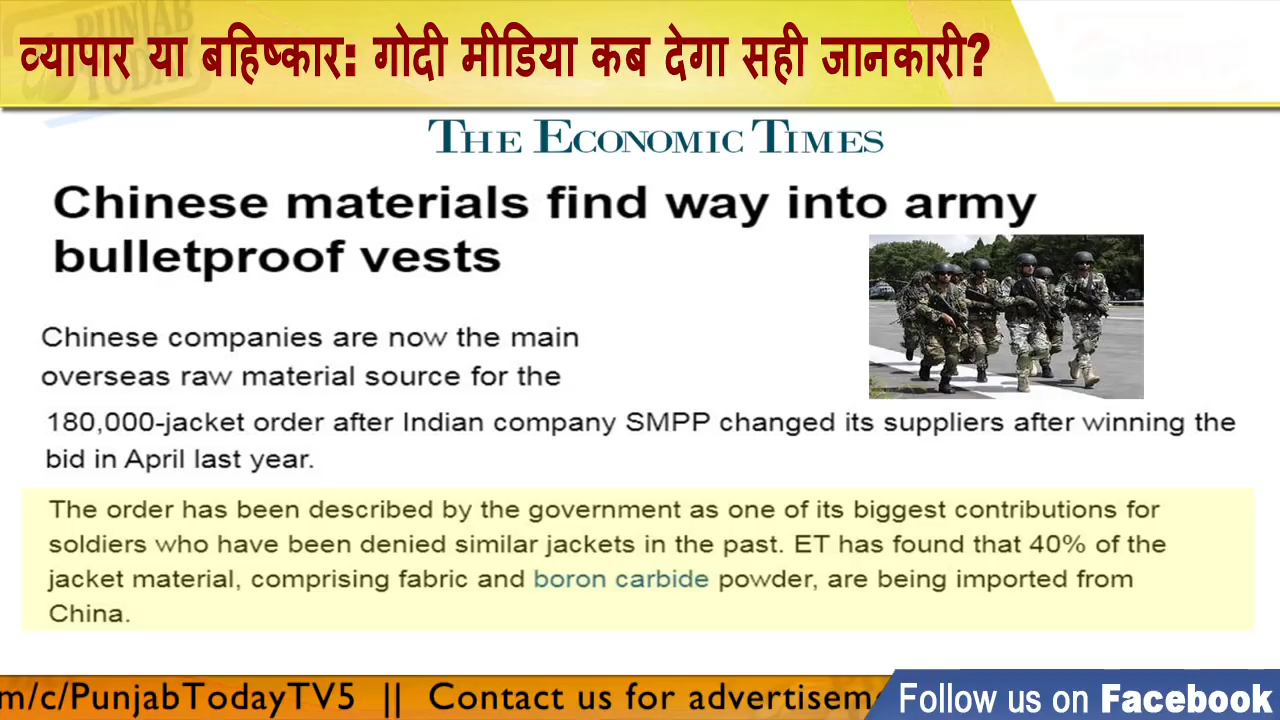 PUNJAB
TODAY
व्यापार या बहिष्कार: गोदी मीडिया कब देगा सही जानकारी?
THE ECONOMIC TIMES
Chinese materials find way into army
bulletproof vests
Chinese companies are now the main
overseas raw material source for the
180,000-jacket order after Indian company SMPP changed its suppliers after winning the
bid in April last year.
The order has been described by the government as one of its biggest contributions for
soldiers who have been denied similar jackets in the past. ET has found that 40% of the
jacket material, comprising fabric and boron carbide powder, are being imported from
China.
m/c/PunjabTodayTV5 || Contact us for advertisem
Follow us on Facebook